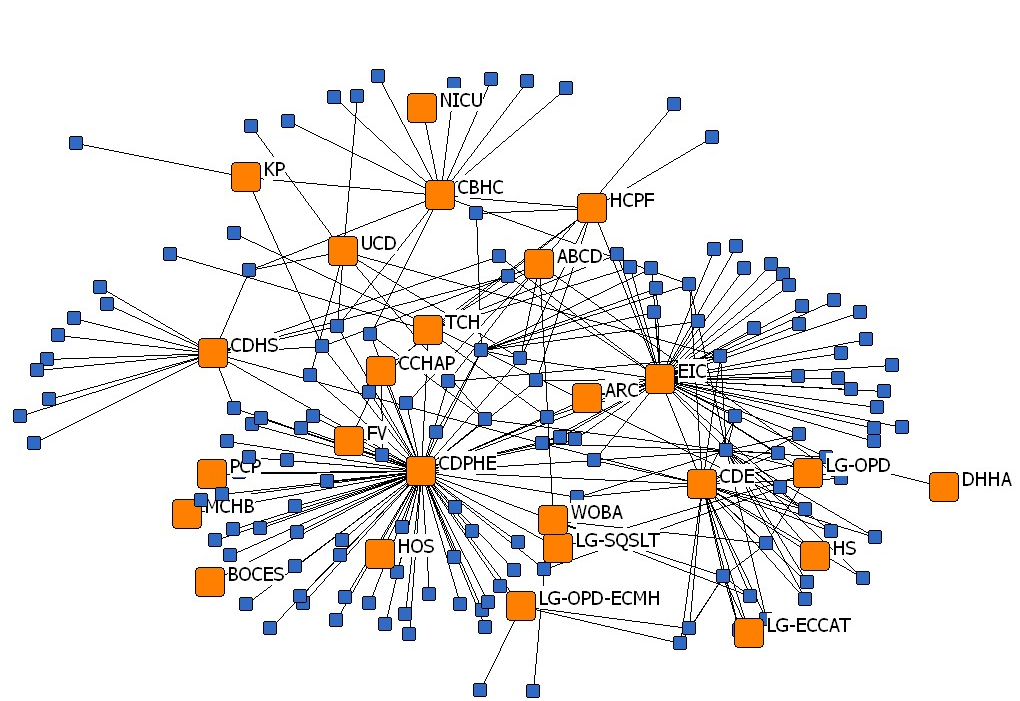 NICU
KP
CBHC
HCPF
UCD
ABCD
TCH
CDHS
CCHAP
EIC
ARC
FV
CDPHE
PCP
CDE
LG-OPD
DHHA
MCHB
WOBA
LG-SQSLT
HOS
HS
BOCES
LG-OPD-ECMH
LG-ECCAT